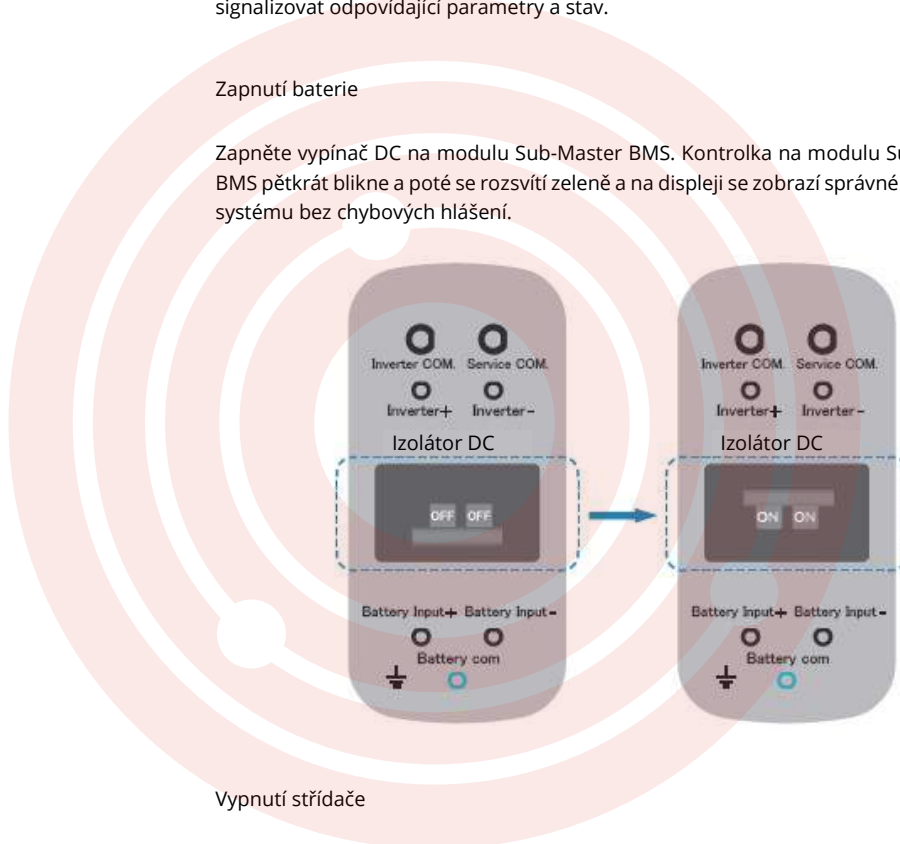 signalizovat odpovídající parametry a stav.
Zapnutí baterie
Zapněte vypínač DC na modulu Sub-Master BMS. Kontrolka na modulu Su
BMS pětkrát blikne a poté se rozsvítí zeleně a na displeji se zobrazí správné
systému bez chybových hlášení.
Inverter COM. Service COM.
Inverter+ Inverter-
Izolátor DC
OFF OFF
Battery Input+ Battery Input-
Battery com
Inverter COM. Service COM.
Inverter+ Inverter-
Izolátor DC
ON ON
Battery Input+ Battery Input-
Battery com
Vypnutí střídače